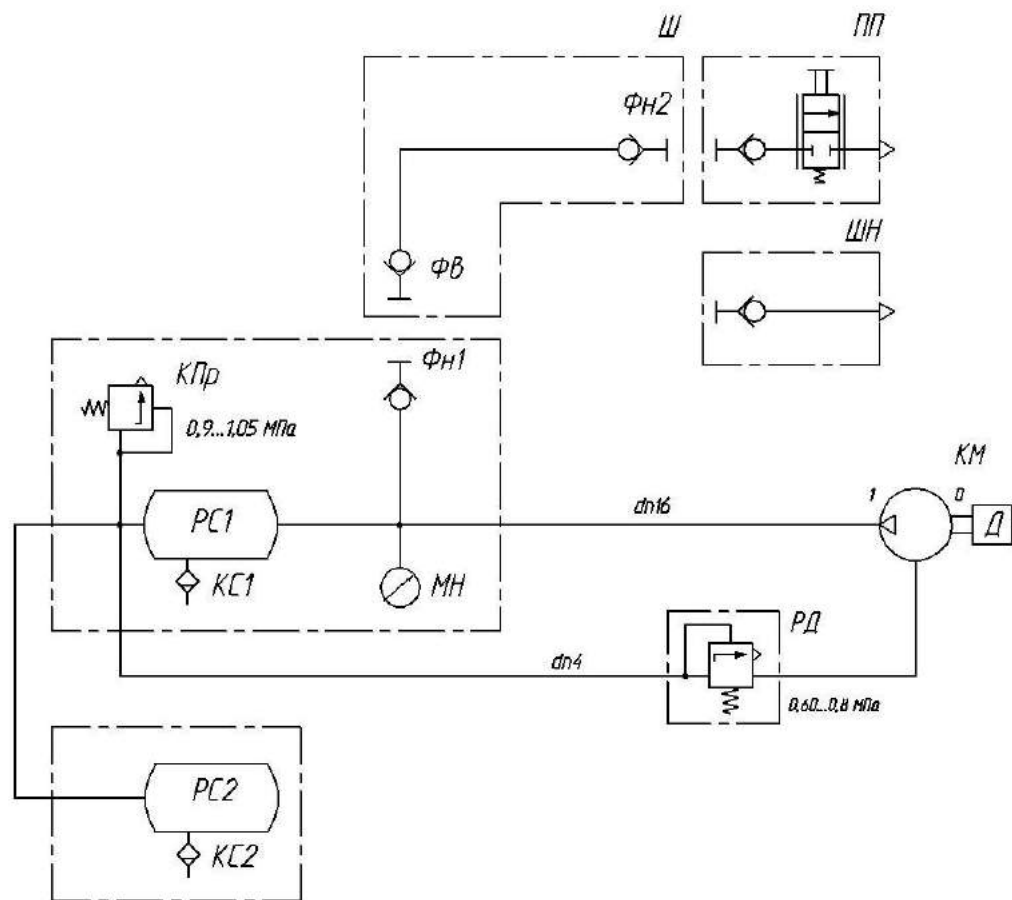 Ш
ПП
Фн2
ШН
ФВ
КПр
Фн1
0,9...1,05 МПа
КМ
1
0
РС1
dn16
Д
КС1
МН
РД
dn4
0,60...0,8 МПа
РС2
КС2